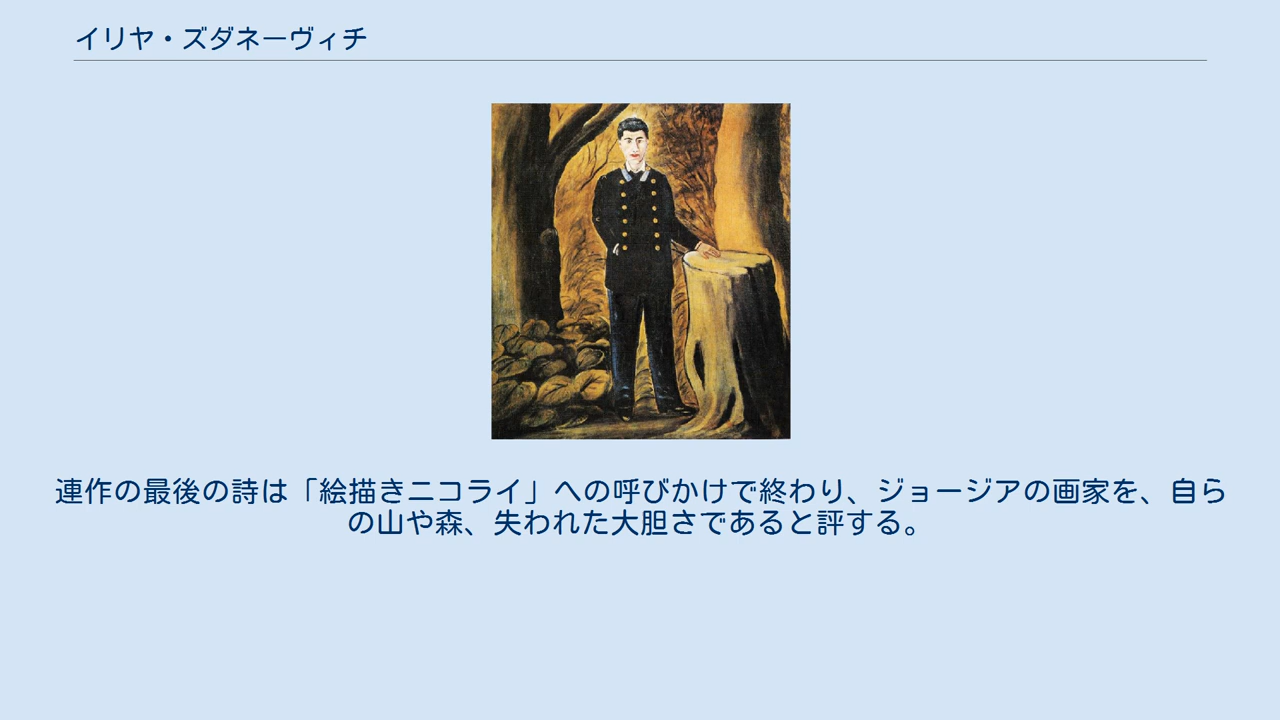 イリヤ・ズダネーヴィチ
連作の最後の詩は「絵描きニコライ」への呼びかけで終わり、ジョージアの画家を、自ら
の山や森、失われた大胆さであると評する。